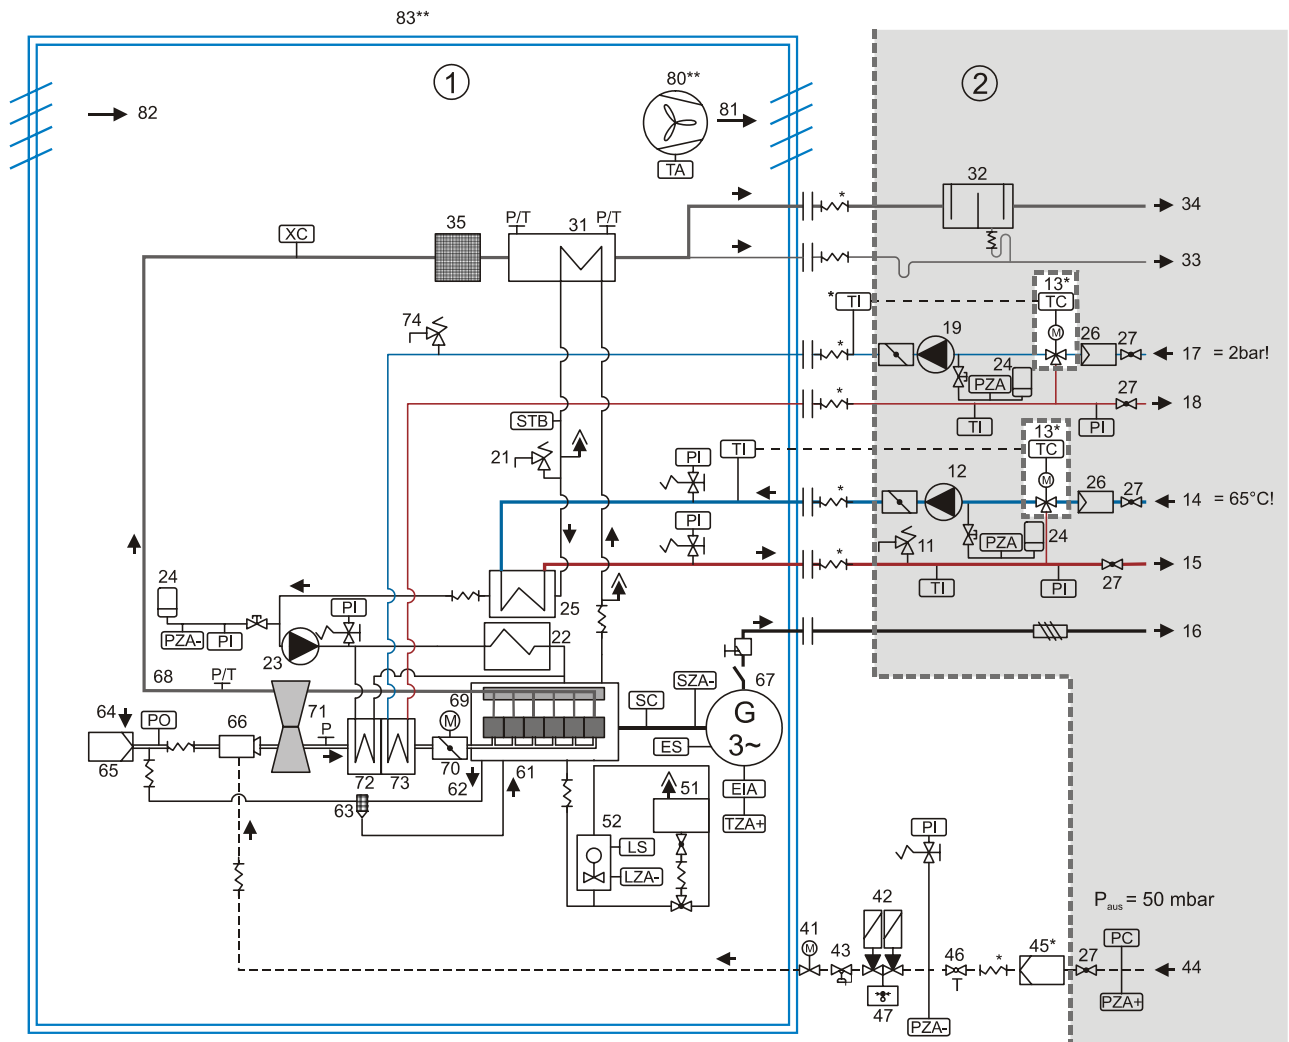 83**
1
2
80**
82
81
TA
32
34
P/T
P/T
35
31
XC
33
13*
* TI
TC
74
19
M
26
27
17 = 2bar!
24
PZA
27
18
STB
TI
PI
13*
21
PI
TI
TC
12
M
26
27
14 = 65°C!
PI
11
PZA
24
15
24
PI
25
TI
PI
27
PZA-
PI
22
16
23
68
P/T
SZA-
67
69
SC
G
3~
64
PO
66
71
P
M
ES
65
72
73
70
62
61
EIA
51
63
TZA+
52
LS
LZA-
PI
Paus = 50 mbar
42
41
M
43
46
45*
27
PC
44
47
PZA-
PZA+
*
*
*
*
*
*